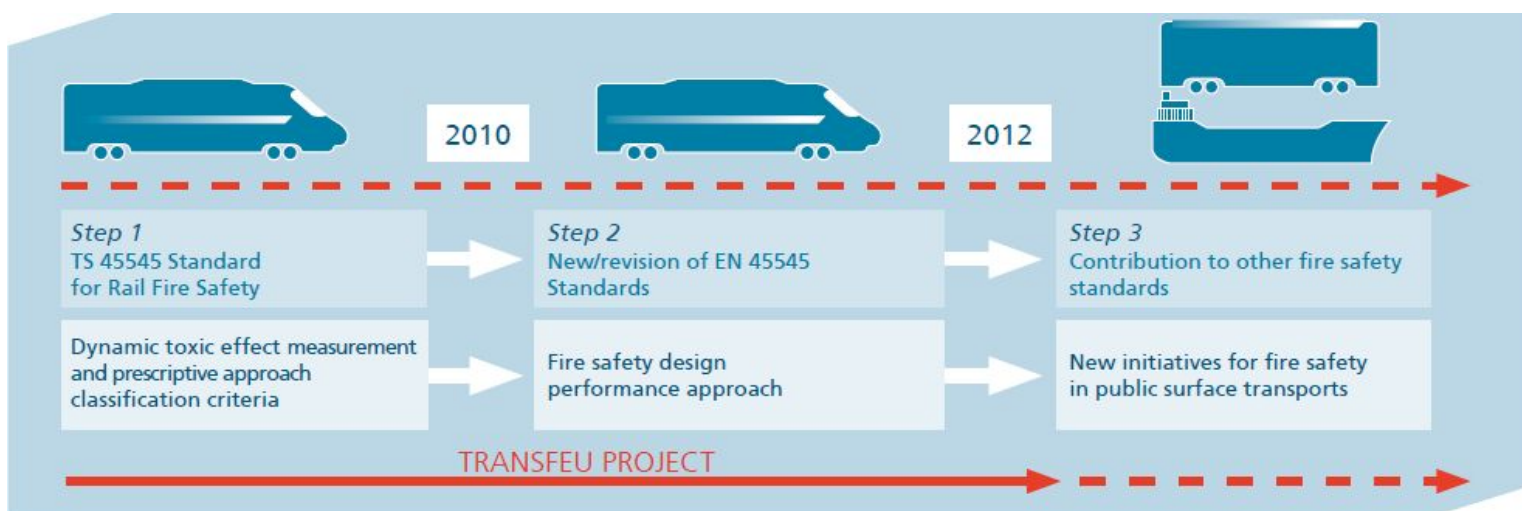 2010
2012
Step 1
TS 45545 Standard
for Rail Fire Safety
Step 2
New/revision of EN 45545
Standards
Step 3
Contribution to other fire safety
standards
Dynamic toxic effect measurement
and prescriptive approach
classification criteria
Fire safety design
performance approach
New initiatives for fire safety
in public surface transports
TRANSFEU PROJECT